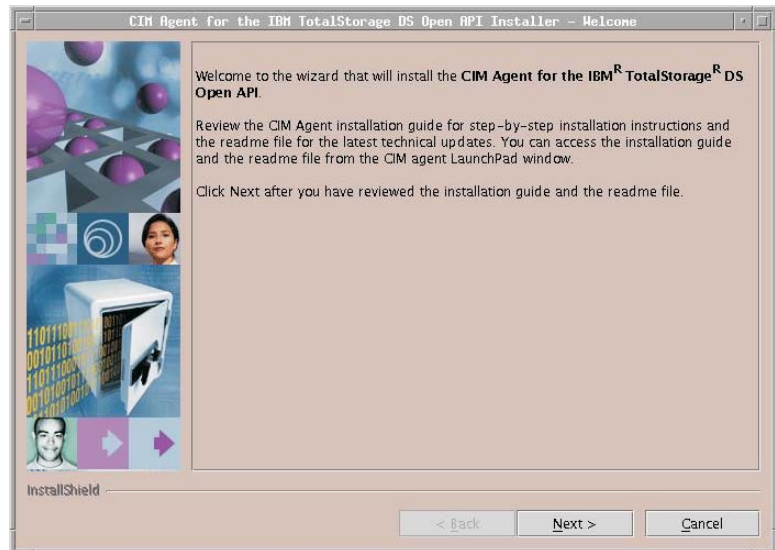 CIM Agent for the IBM TotalStorage DS Open API Installer - Welcome
Welcome to the wizard that will install the CIM Agent for the IBMR TotalStorageR DS
Open API.
Review the CIM Agent installation guide for step-by-step installation instructions and
the readme file for the latest technical updates. You can access the installation guide
and the readme file from the CIM agent LaunchPad window.
Click Next after you have reviewed the installation guide and the readme file.
InstallShield
< Back
Next >
Cancel